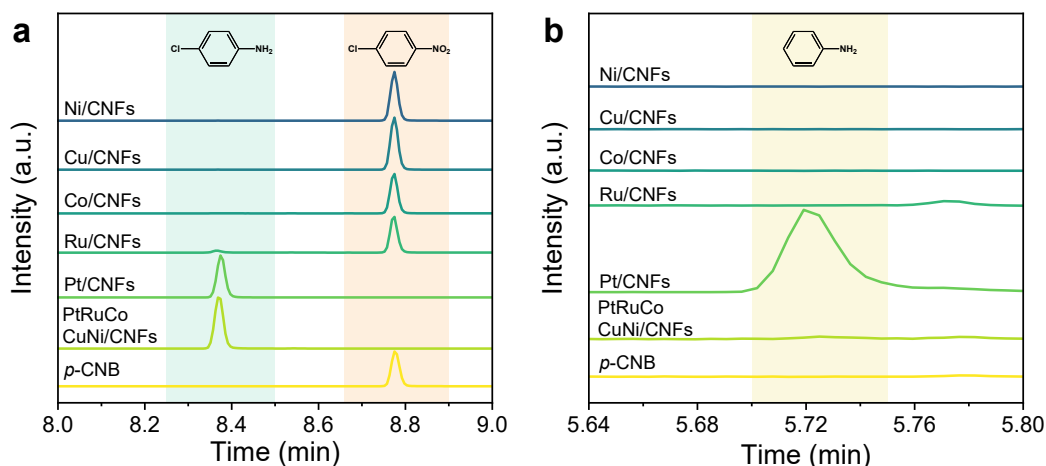 a
Cl NH₂
Cl NO₂
Ni/CNFs
Cu/CNFs
Co/CNFs
Ru/CNFs
Pt/CNFs
PtRuCo
CuNi/CNFs
p-CNB
Intensity (a.u.)
8.0 8.2 8.4 8.6 8.8 9.0
Time (min)
b
NH₂
Ni/CNFs
Cu/CNFs
Co/CNFs
Ru/CNFs
Pt/CNFs
PtRuCo
CuNi/CNFs
p-CNB
Intensity (a.u.)
5.64 5.68 5.72 5.76 5.80
Time (min)